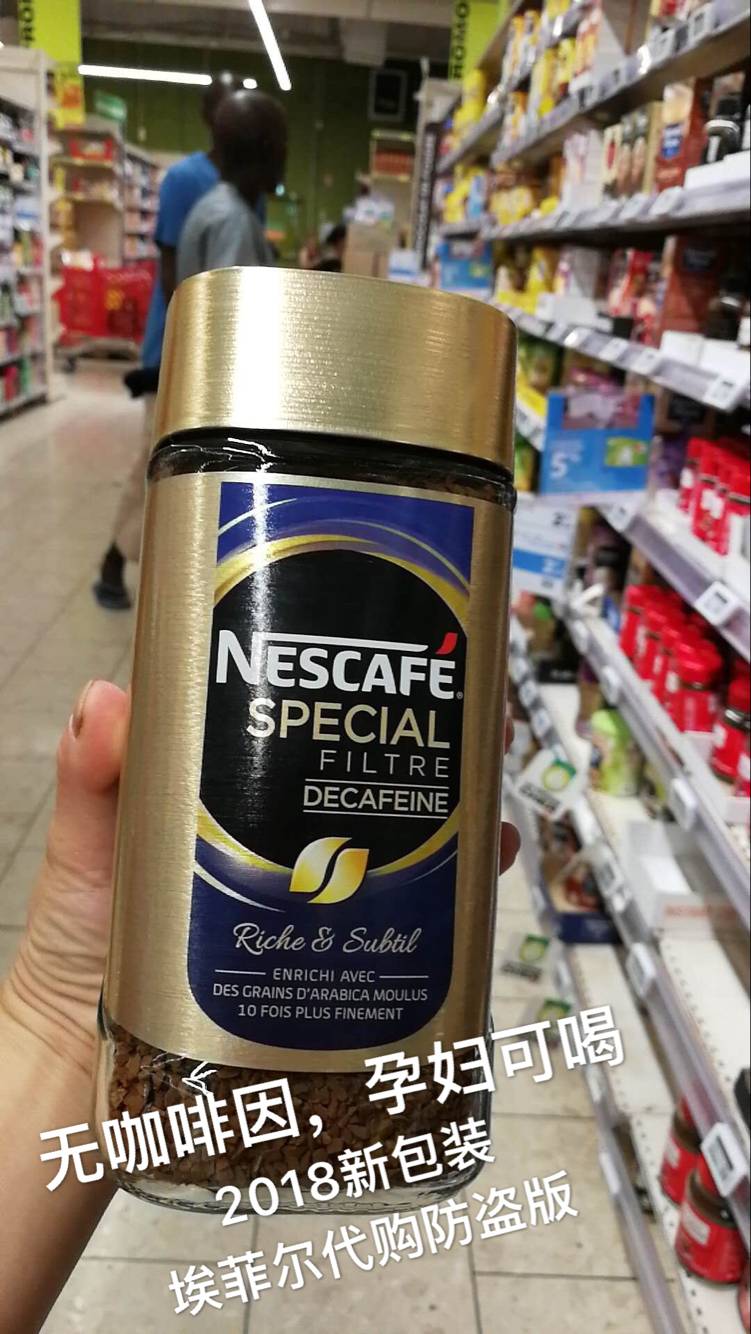 NESCAFÉ
SPECIAL
FILTRE
DECAFEINE
Riche & Subtil
ENRICHI AVEC
DES GRAINS D'ARABICA MOULUS
10 FOIS PLUS FINEMENT
无咖啡因，孕妇可喝
2018新包装
埃菲尔代购防盗版